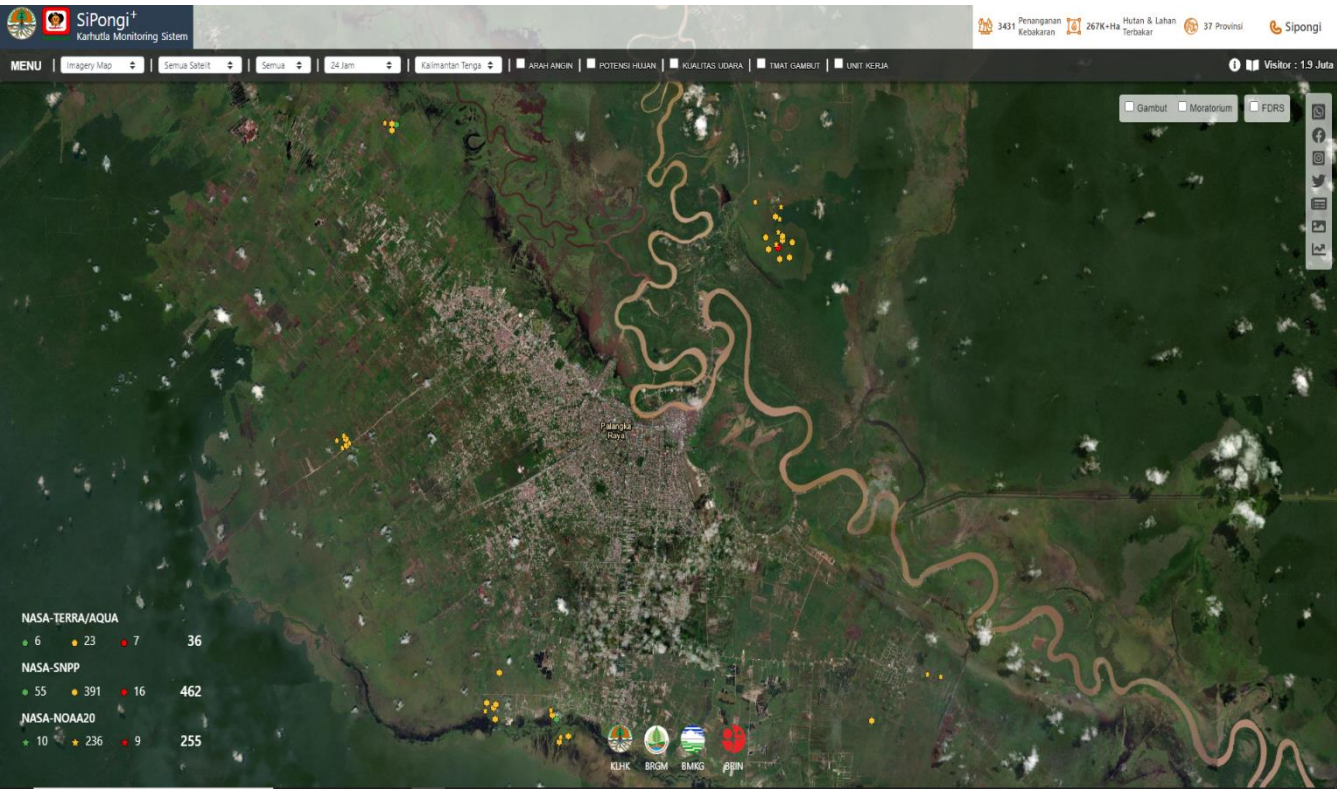 SiPongi+
Karhutla Monitoring Sistem
3431 Penanganan Kebakaran
267K+Ha Hutan & Lahan Terbakar
37 Provinsi
Sipongi
MENU | Imagery Map | Semua Satelit | Semua | 24 Jam | Kalimantan Tenga | ARAH ANGIN | POTENSI HUJAN | KUALITAS UDARA | TMAT GAMBUT | UNIT KERJA
Visitor : 1.9 Juta
Gambut Moratorium FDRS
Palangka
Raya
NASA-TERRA/AQUA
6 23 7 36
NASA-SNPP
55 391 16 462
NASA-NOAA20
10 236 9 255
KLHK BRGM BMKG BRIN